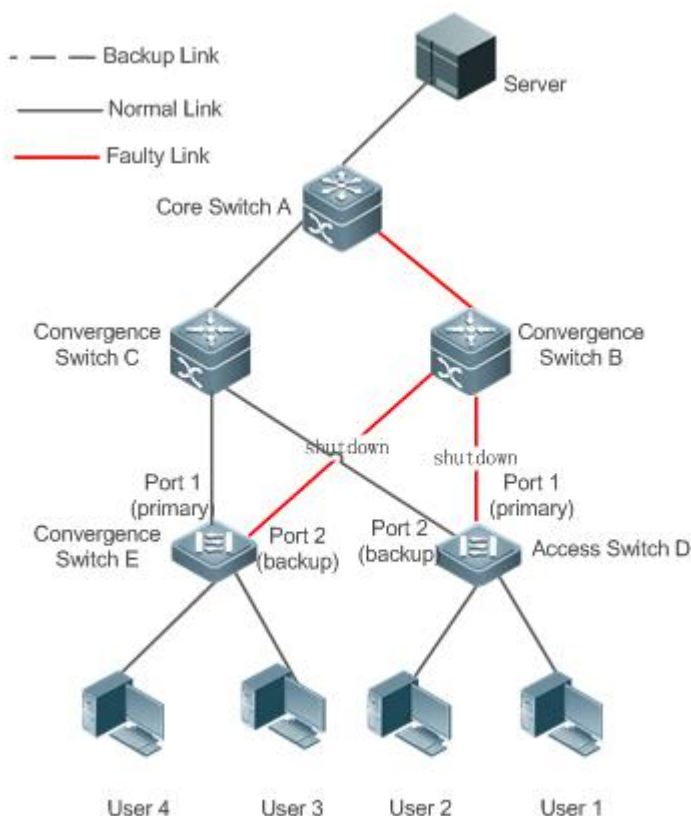 Backup Link
Server
Normal Link
Faulty Link
Core Switch A
Convergence
Switch C
Convergence
Switch B
shutdown
shutdown
Port 1
(primary)
Port 1
(primary)
Convergence
Switch E
Port 2
(backup)
Port 2
(backup)
Access Switch D
User 4
User 3
User 2
User 1